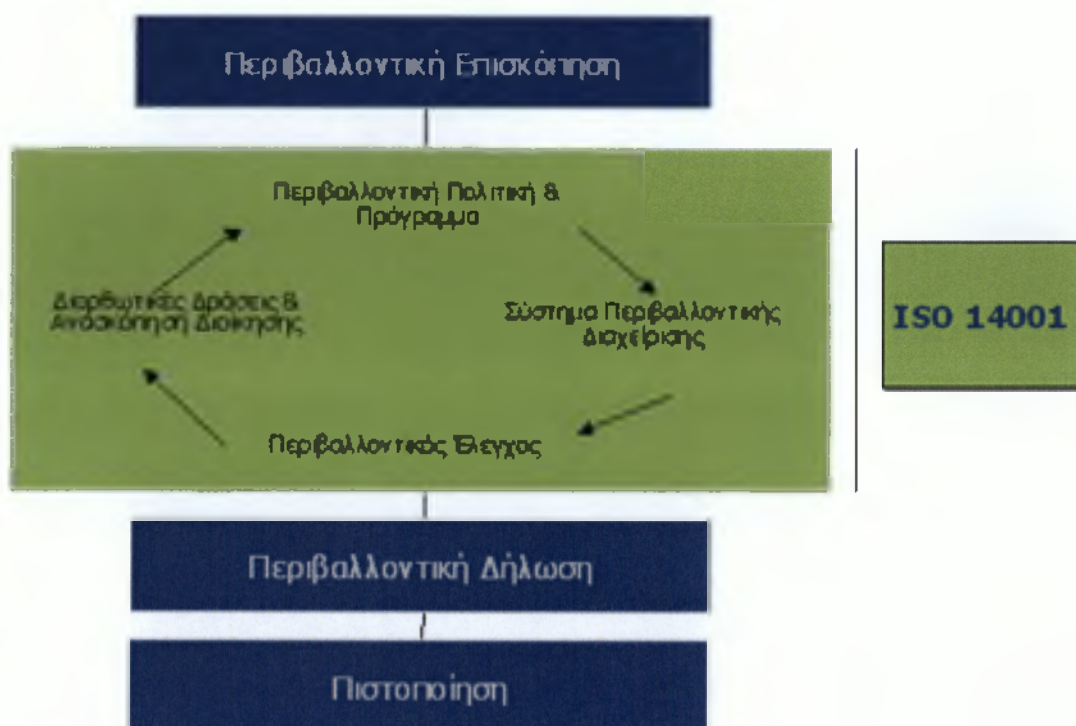 Περιβαλλοντική Επισκόπηση
Περιβαλλοντική Πολιτική &
Πρόγραμμα
Διορθωτικές Δράσεις &
Ανασκόπηση Διοίκησης
Σύστημα Περιβαλλοντικής
Διαχείρισης
ISO 14001
Περιβαλλοντικός Έλεγχος
Περιβαλλοντική Δήλωση
Πιστοποίηση